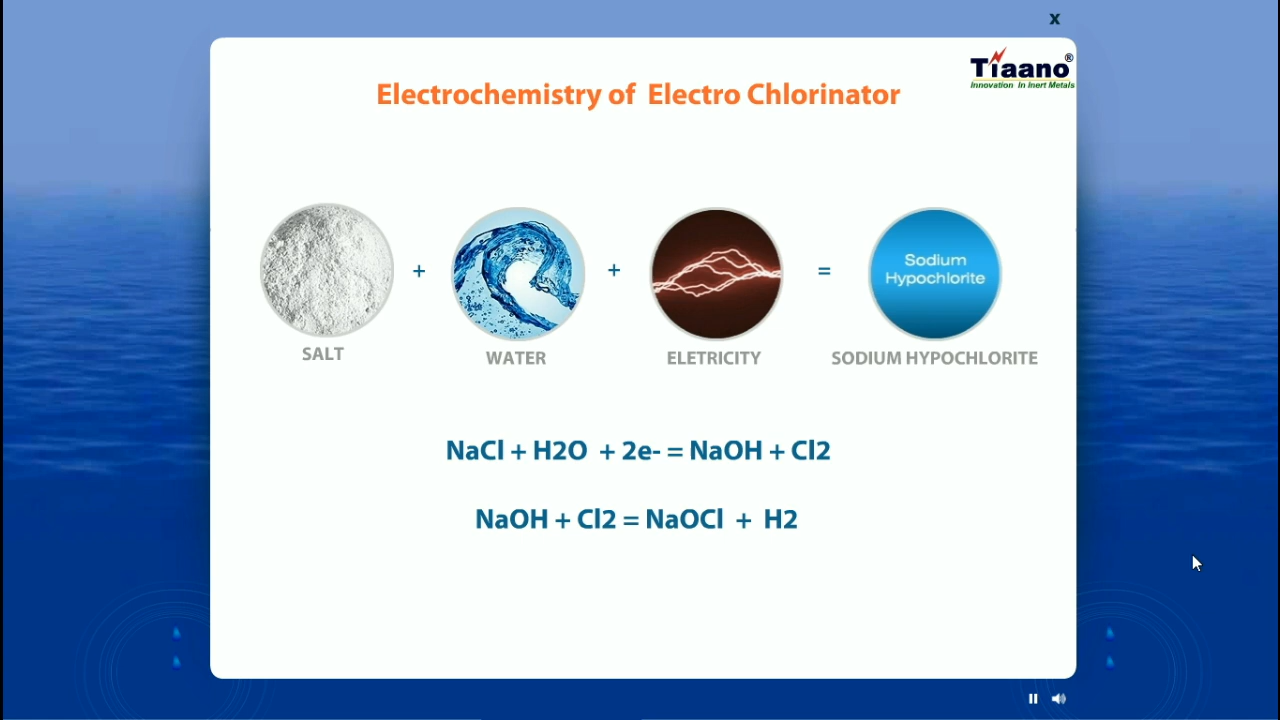 x
Tiaano®
Innovation In Inert Metals
Electrochemistry of Electro Chlorinator
+ + =
Sodium
Hypochlorite
SALT WATER ELETRICITY SODIUM HYPOCHLORITE
NaCl + H2O + 2e- = NaOH + Cl2
NaOH + Cl2 = NaOCl + H2